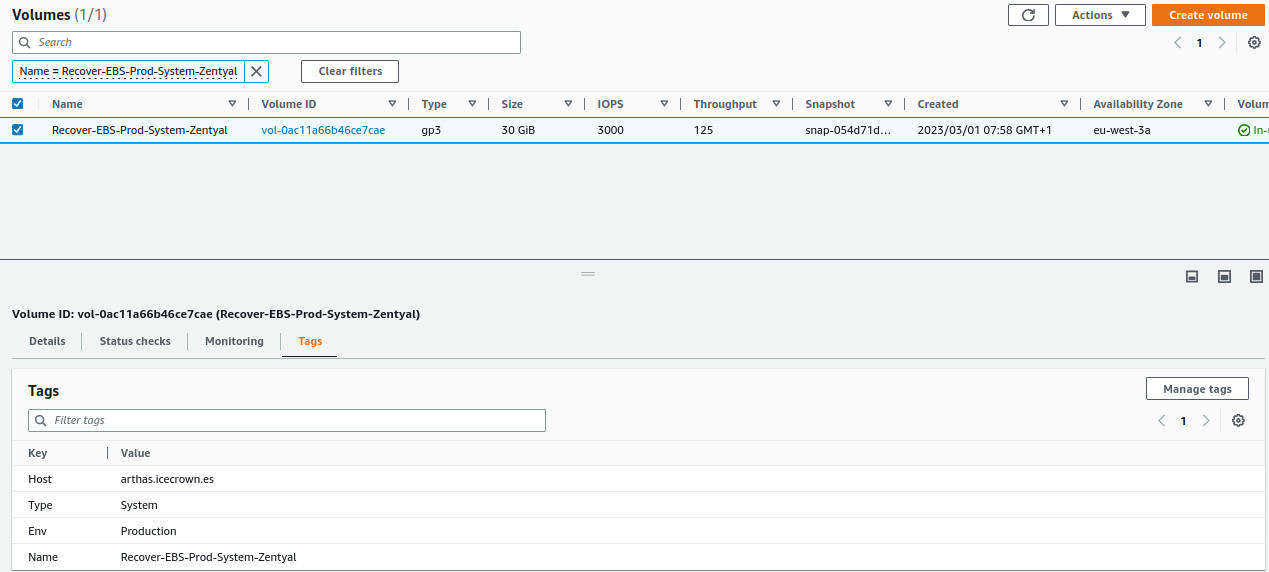 Volumes (1/1)
Actions
Create volume
Search
1
Name = Recover-EBS-Prod-System-Zentyal
Clear filters
Name Volume ID Type Size IOPS Throughput Snapshot Created Availability Zone Volum
Recover-EBS-Prod-System-Zentyal vol-0ac11a66b46ce7cae gp3 30 GiB 3000 125 snap-054d71d... 2023/03/01 07:58 GMT+1 eu-west-3a In-u
Volume ID: vol-0ac11a66b46ce7cae (Recover-EBS-Prod-System-Zentyal)
Details Status checks Monitoring Tags
Tags
Manage tags
Filter tags
1
Key Value
Host arthas.icecrown.es
Type System
Env Production
Name Recover-EBS-Prod-System-Zentyal